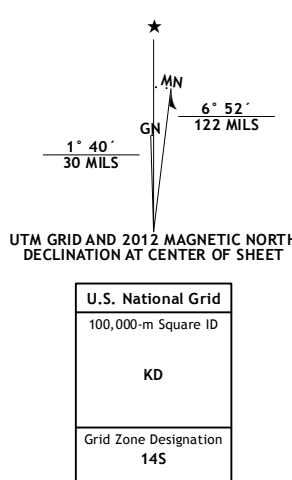 ★
MN
GN
6° 52´
122 MILS
1° 40´
30 MILS
UTM GRID AND 2012 MAGNETIC NORTH
DECLINATION AT CENTER OF SHEET
U.S. National Grid
100,000-m Square ID
KD
Grid Zone Designation
14S